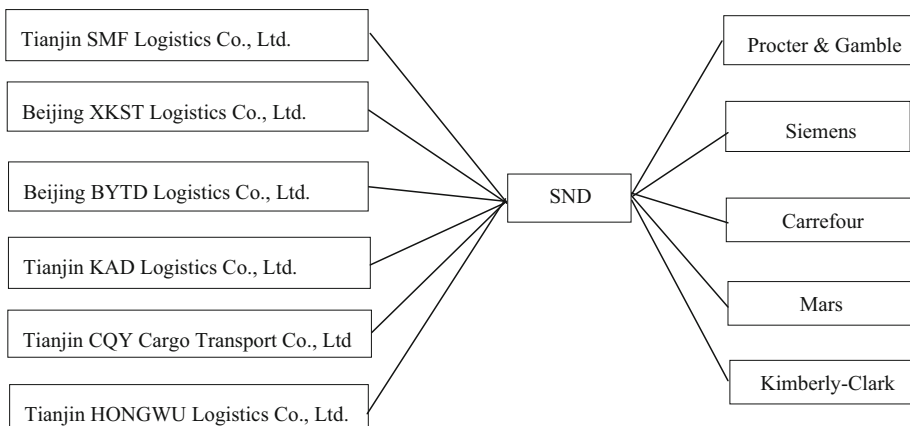 Tianjin SMF Logistics Co., Ltd.
Beijing XKST Logistics Co., Ltd.
Beijing BYTD Logistics Co., Ltd.
Tianjin KAD Logistics Co., Ltd.
Tianjin CQY Cargo Transport Co., Ltd
Tianjin HONGWU Logistics Co., Ltd.
SND
Procter & Gamble
Siemens
Carrefour
Mars
Kimberly-Clark